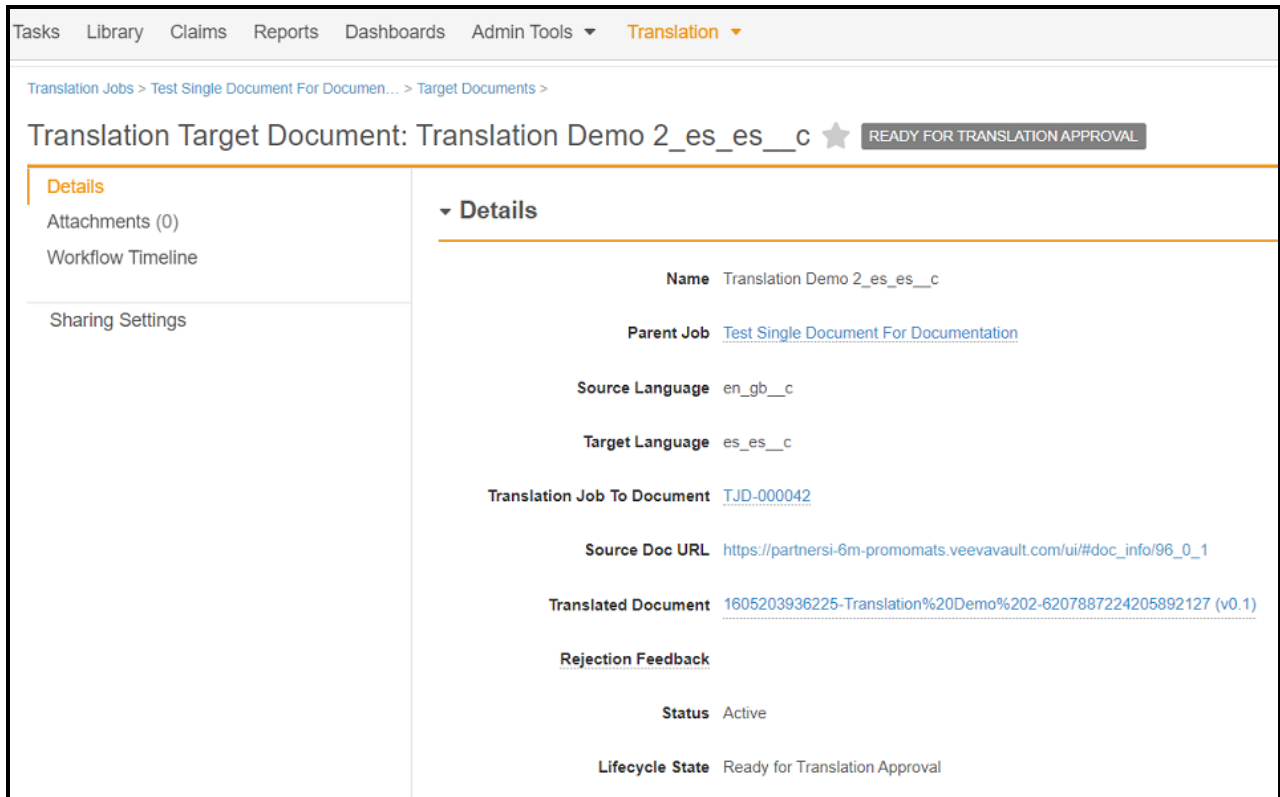 Tasks Library Claims Reports Dashboards Admin Tools Translation
Translation Jobs > Test Single Document For Documen... > Target Documents >
Translation Target Document: Translation Demo 2_es_es__c READY FOR TRANSLATION APPROVAL
Details
Attachments (0)
Workflow Timeline
Sharing Settings
Details
Name Translation Demo 2_es_es__c
Parent Job Test Single Document For Documentation
Source Language en_gb__c
Target Language es_es__c
Translation Job To Document TJD-000042
Source Doc URL https://partnersi-6m-promomats.veevavault.com/ui/#doc_info/96_0_1
Translated Document 1605203936225-Translation%20Demo%202-6207887224205892127 (v0.1)
Rejection Feedback
Status Active
Lifecycle State Ready for Translation Approval